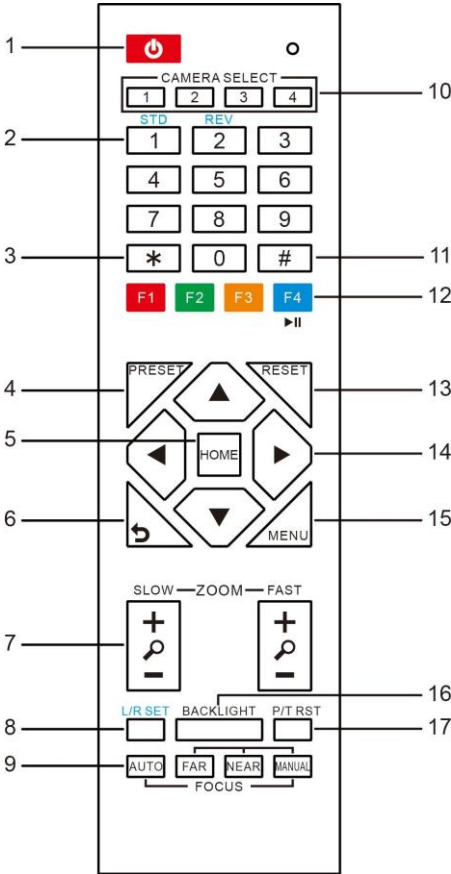 1
CAMERA SELECT
1 2 3 4
10
STD REV
2
1 2 3
4 5 6
7 8 9
3
* 0 #
11
F1 F2 F3 F4
12
4
PRESET RESET
13
5
HOME
14
6
MENU
15
SLOW ZOOM FAST
+ +
7
− −
16
L/R SET BACKLIGHT P/T RST
8
17
9
AUTO FAR NEAR MANUAL
FOCUS